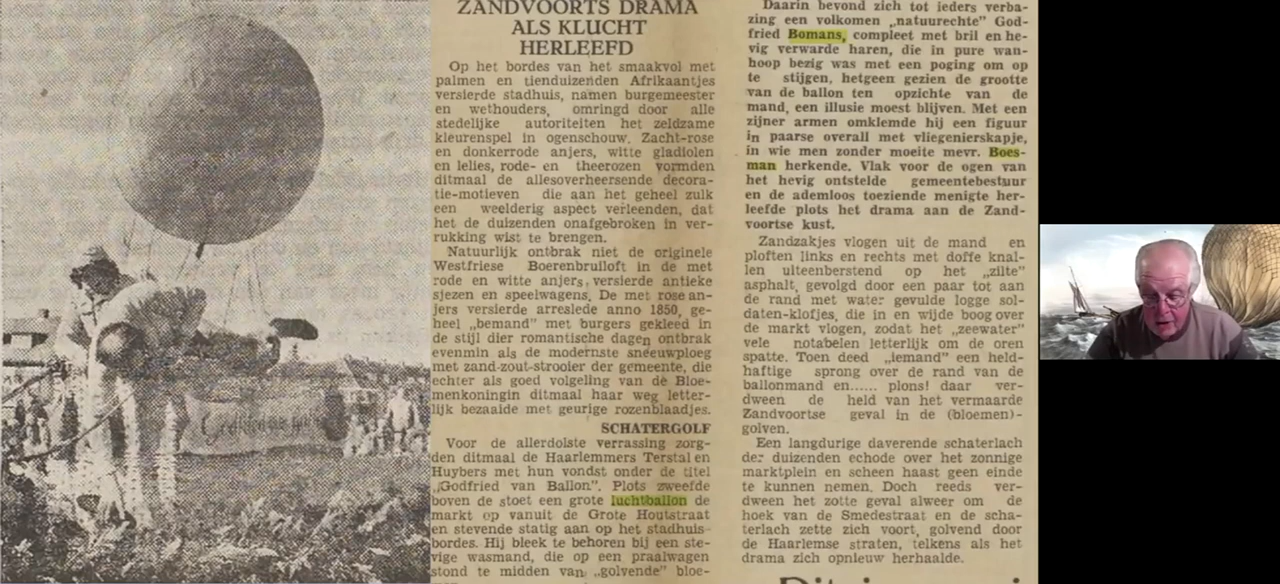 ZANDVOORTS DRAMA
ALS KLUCHT
HERLEEFD
Op het bordes van het smaakvol met
palmen en tienduizenden Afrikaantjes
versierde stadhuis, namen burgemeester
en wethouders, omringd door alle
stedelijke autoriteiten het zeldzame
kleurenspel in ogenschouw. Zacht-rose
en donkerrode anjers, witte gladiolen
en lelies, rode- en theerozen vormden
ditmaal de allesoverheersende decora-
tie-motieven die aan het geheel zulk
een weelderig aspect verleenden, dat
het de duizenden onafgebroken in ver-
rukking wist te brengen.
Natuurlijk ontbrak niet de originele
Westfriese Boerenbruiloft in de met
rode en witte anjers, versierde antieke
sjezen en speelwagens. De met rose an-
jers versierde arreslede anno 1850, ge-
heel „bemand” met burgers gekleed in
de stijl dier romantische dagen ontbrak
evenmin als de modernste sneeuwploeg
met zand-zout-strooier der gemeente, die
echter als goed volgeling van de Bloe-
menkoningin ditmaal haar weg letter-
lijk bezaaide met geurige rozenblaadjes.
SCHATERGOLF
Voor de allerdolste verrassing zorg-
den ditmaal de Haarlemmers Terstal en
Huybers met hun vondst onder de titel
„Godfried van Ballon”. Plots zweefde
boven de stoet een grote luchtballon de
markt op vanuit de Grote Houtstraat
en stevende statig aan op het stadhuis-
bordes. Hij bleek te behoren bij een ste-
vige wasmand, die op een praalwagen
stond te midden van „golvende” bloe-
Daarin bevond zich tot ieders verba-
zing een volkomen „natuurechte” God-
fried Bomans, compleet met bril en he-
vig verwarde haren, die in pure wan-
hoop bezig was met een poging om op
te stijgen, hetgeen gezien de grootte
van de ballon ten opzichte van de
mand, een illusie moest blijven. Met een
zijner armen omklemde hij een figuur
in paarse overall met vliegenierskapje,
in wie men zonder moeite mevr. Boes-
man herkende. Vlak voor de ogen van
het hevig ontstelde gemeentebestuur
en de ademloos toeziende menigte her-
leefde plots het drama aan de Zand-
voortse kust.
Zandzakjes vlogen uit de mand en
ploften links en rechts met doffe knal-
len uiteenberstend op het „zilte”
asphalt, gevolgd door een paar tot aan
de rand met water gevulde logge sol-
daten-klofjes, die in en wijde boog over
de markt vlogen, zodat het „zeewater”
vele notabelen letterlijk om de oren
spatte. Toen deed „iemand” een held-
haftige sprong over de rand van de
ballonmand en...... plons! daar ver-
dween de held van het vermaarde
Zandvoortse geval in de (bloemen)-
golven.
Een langdurige daverende schaterlach
der duizenden echode over het zonnige
marktplein en scheen haast geen einde
te kunnen nemen. Doch reeds ver-
dween het zotte geval alweer om de
hoek van de Smedestraat en de scha-
terlach zette zich voort, golvend door
de Haarlemse straten, telkens als het
drama zich opnieuw herhaalde.